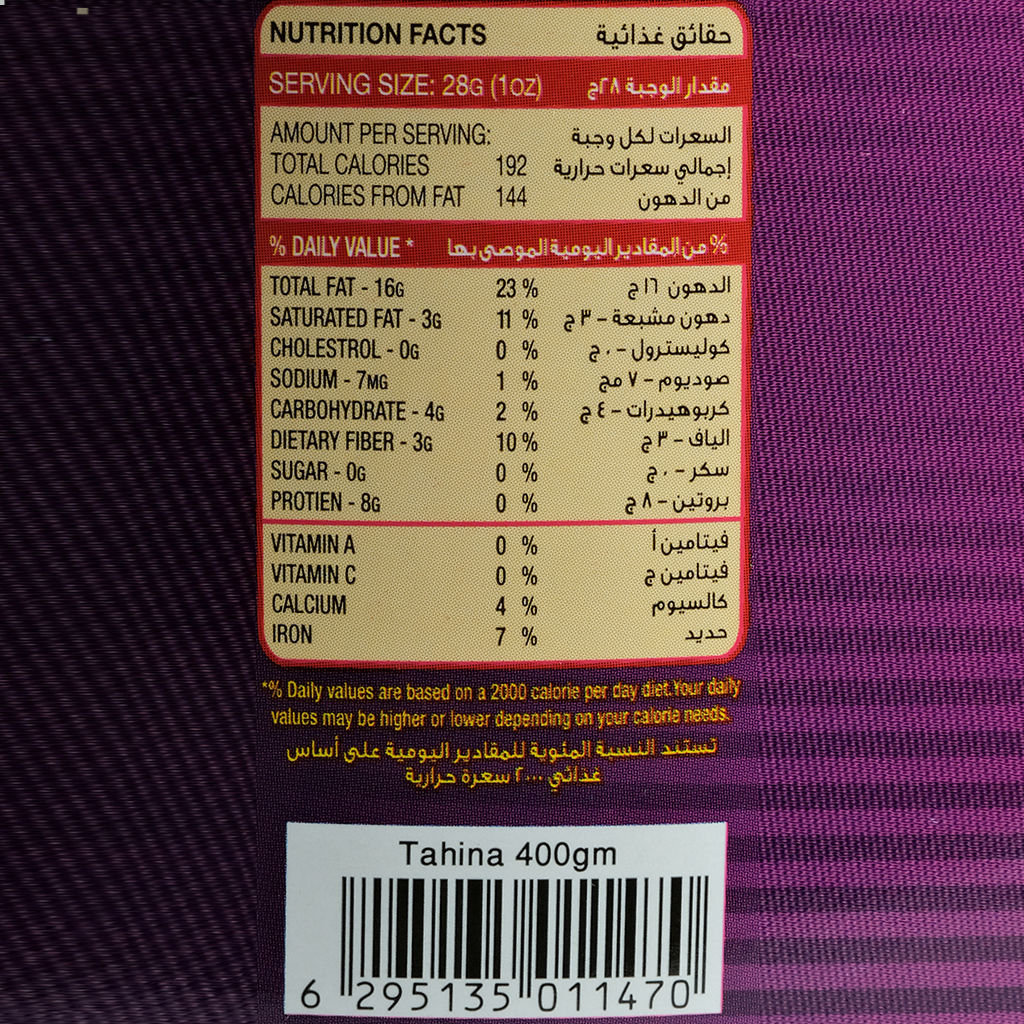 NUTRITION FACTS حقائق غذائية
SERVING SIZE: 28G (1OZ) مقدار الوجبة ٢٨ج
AMOUNT PER SERVING: السعرات لكل وجبة
TOTAL CALORIES 192 إجمالي سعرات حرارية
CALORIES FROM FAT 144 من الدهون
% DAILY VALUE * % من المقادير اليومية الموصى بها
TOTAL FAT - 16G 23 % الدهون ١٦ ج
SATURATED FAT - 3G 11 % دهون مشبعة - ٣ ج
CHOLESTROL - 0G 0 % كوليسترول - ٠ ج
SODIUM - 7MG 1 % صوديوم - ٧ مج
CARBOHYDRATE - 4G 2 % كربوهيدرات - ٤ ج
DIETARY FIBER - 3G 10 % الياف - ٣ ج
SUGAR - 0G 0 % سكر - ٠ ج
PROTIEN - 8G 0 % بروتين - ٨ ج
VITAMIN A 0 % فيتامين أ
VITAMIN C 0 % فيتامين ج
CALCIUM 4 % كالسيوم
IRON 7 % حديد
*% Daily values are based on a 2000 calorie per day diet.Your daily
values may be higher or lower depending on your calorie needs.
تستند النسبة المئوية للمقادير اليومية على أساس
غذائي ٢٠٠٠ سعرة حرارية
Tahina 400gm
6 295135 011470